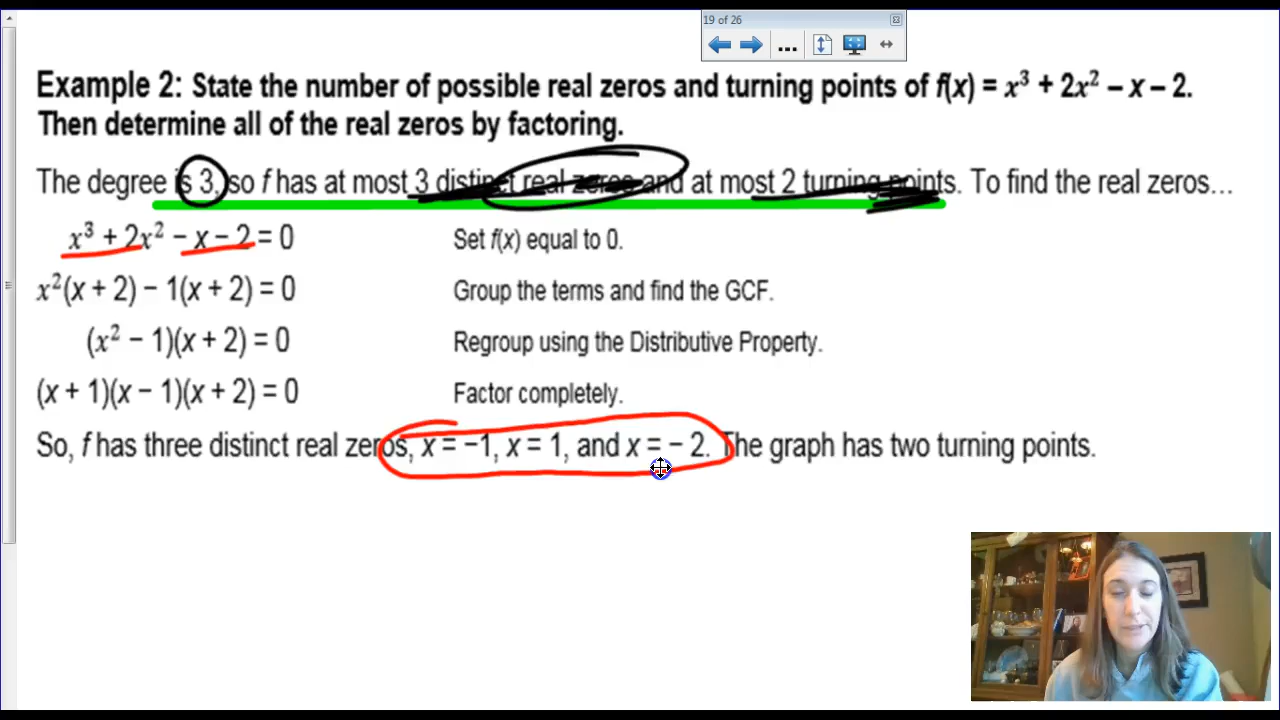 19 of 26
...
Example 2: State the number of possible real zeros and turning points of f(x) = x³ + 2x² – x – 2.
Then determine all of the real zeros by factoring.
The degree is 3, so f has at most 3 distinct real zeros and at most 2 turning points. To find the real zeros…
x³ + 2x² − x − 2 = 0 Set f(x) equal to 0.
x²(x + 2) − 1(x + 2) = 0 Group the terms and find the GCF.
(x² − 1)(x + 2) = 0 Regroup using the Distributive Property.
(x + 1)(x − 1)(x + 2) = 0 Factor completely.
So, f has three distinct real zeros, x = −1, x = 1, and x = − 2. The graph has two turning points.